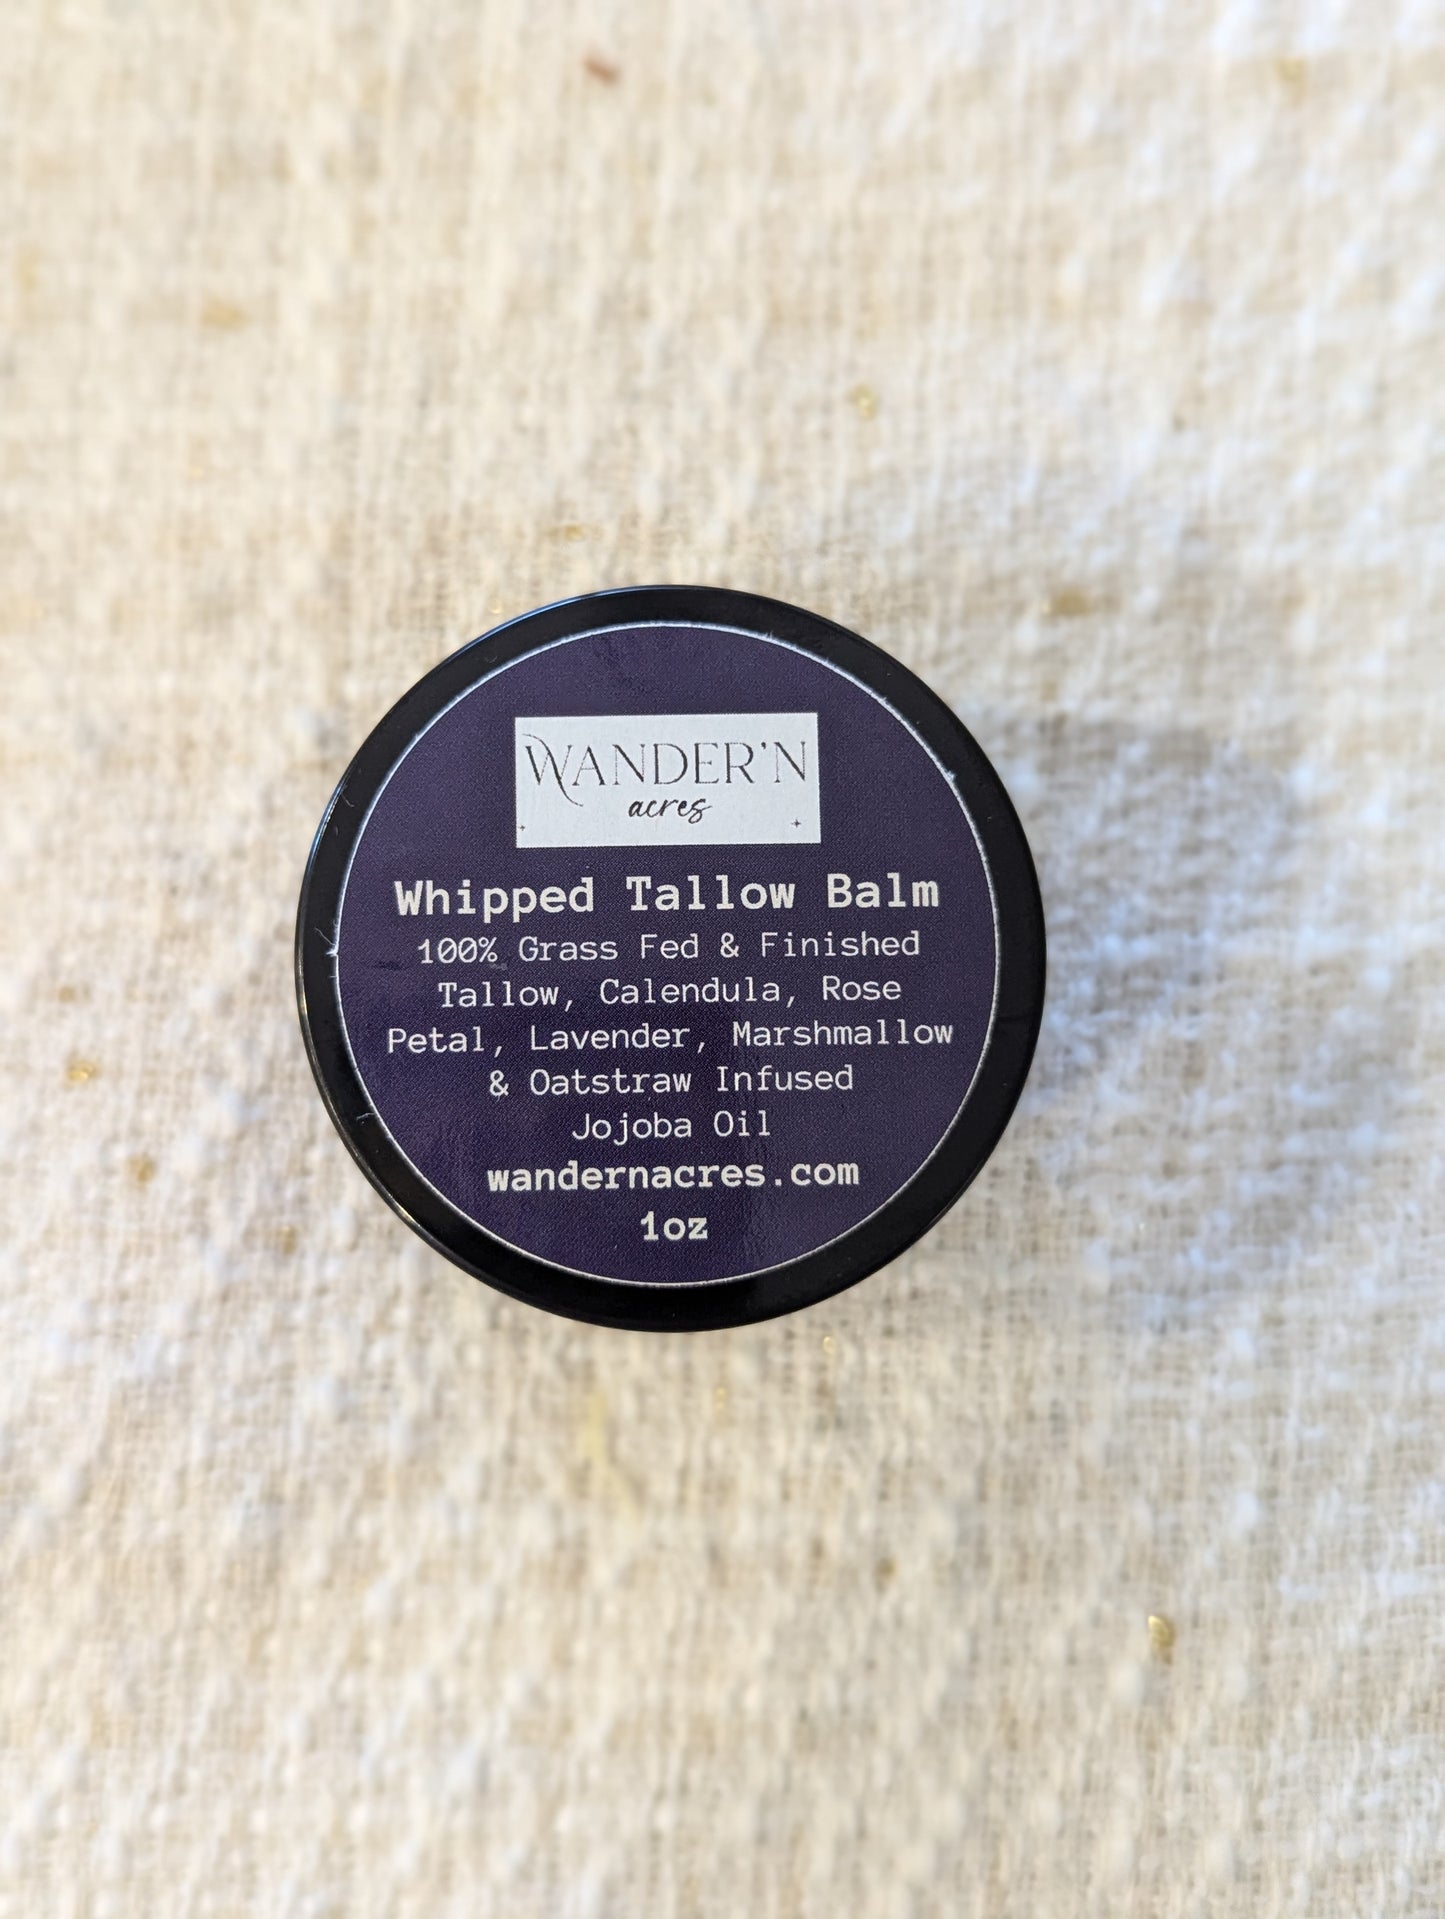 WANDER'N
acres
Whipped Tallow Balm
100% Grass Fed & Finished
Tallow, Calendula, Rose
Petal, Lavender, Marshmallow
& Oatstraw Infused
Jojoba Oil
wandernacres.com
1oz